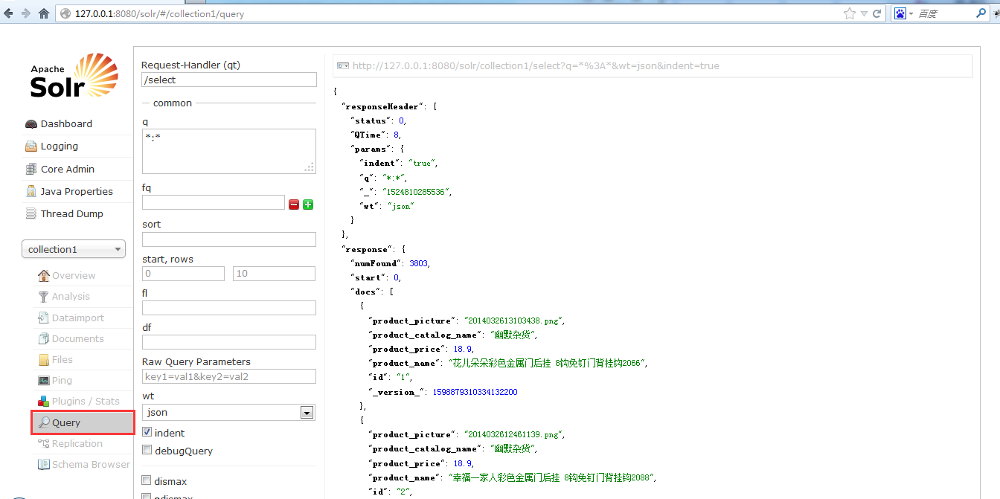 127.0.0.1:8080/solr/#/collection1/query
百度
Apache
Solr
Dashboard
Logging
Core Admin
Java Properties
Thread Dump
collection1
Overview
Analysis
Dataimport
Documents
Files
Ping
Plugins / Stats
Query
Replication
Schema Browser
Request-Handler (qt)
/select
common
q
*:*
fq
sort
start, rows
0 10
fl
df
Raw Query Parameters
key1=val1&key2=val2
wt
json
indent
debugQuery
dismax
http://127.0.0.1:8080/solr/collection1/select?q=*%3A*&wt=json&indent=true
{
"responseHeader": {
"status": 0,
"QTime": 8,
"params": {
"indent": "true",
"q": "*:*",
"_": "1524810285536",
"wt": "json"
}
},
"response": {
"numFound": 3803,
"start": 0,
"docs": [
{
"product_picture": "2014032613103438.png",
"product_catalog_name": "幽默杂货",
"product_price": 18.9,
"product_name": "花儿朵朵彩色金属门后挂 8钩免钉门背挂钩2066",
"id": "1",
"_version_": 1598879310334132200
},
{
"product_picture": "2014032612461139.png",
"product_catalog_name": "幽默杂货",
"product_price": 18.9,
"product_name": "幸福一家人彩色金属门后挂 8钩免钉门背挂钩2088",
"id": "2",